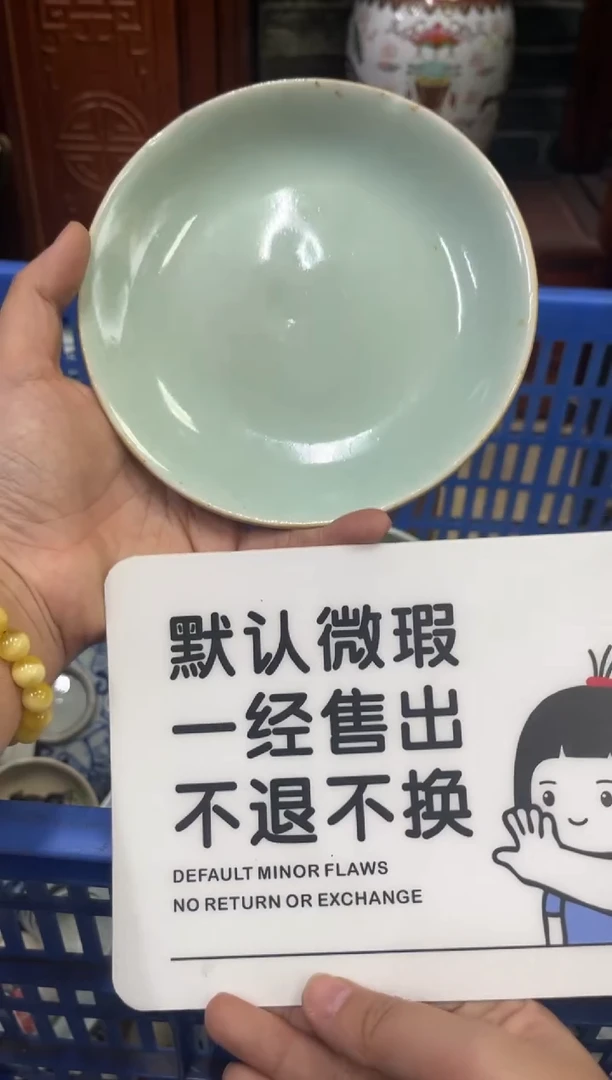 默认微瑕
一经售出
不退不换
DEFAULT MINOR FLAWS
NO RETURN OR EXCHANGE